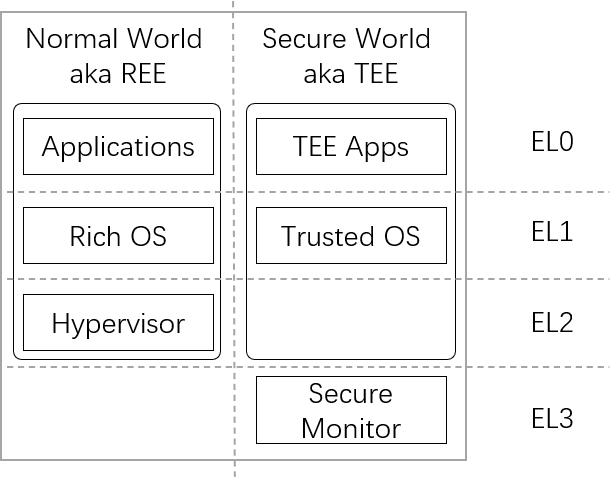 Normal World
aka REE
Secure World
aka TEE
Applications
TEE Apps
EL0
Rich OS
Trusted OS
EL1
Hypervisor
EL2
Secure
Monitor
EL3